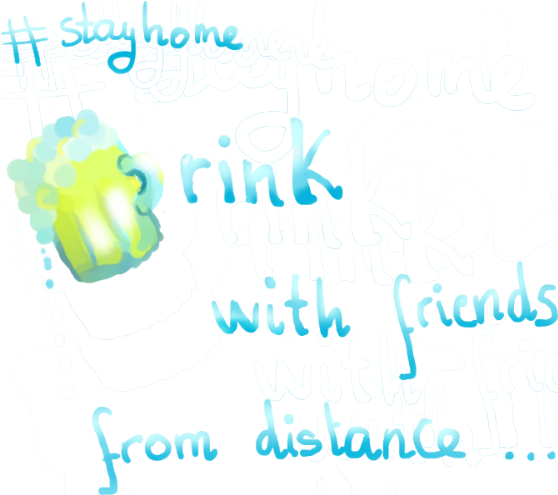 #stayhome
rink
with friends
from distance ...